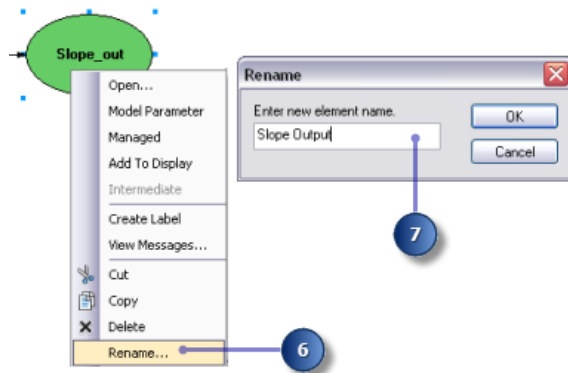 Slope_out
Open...
Model Parameter
Managed
Add To Display
Intermediate
Create Label
View Messages...
Cut
Copy
Delete
Rename...
6
Rename
Enter new element name.
Slope Output
OK
Cancel
7